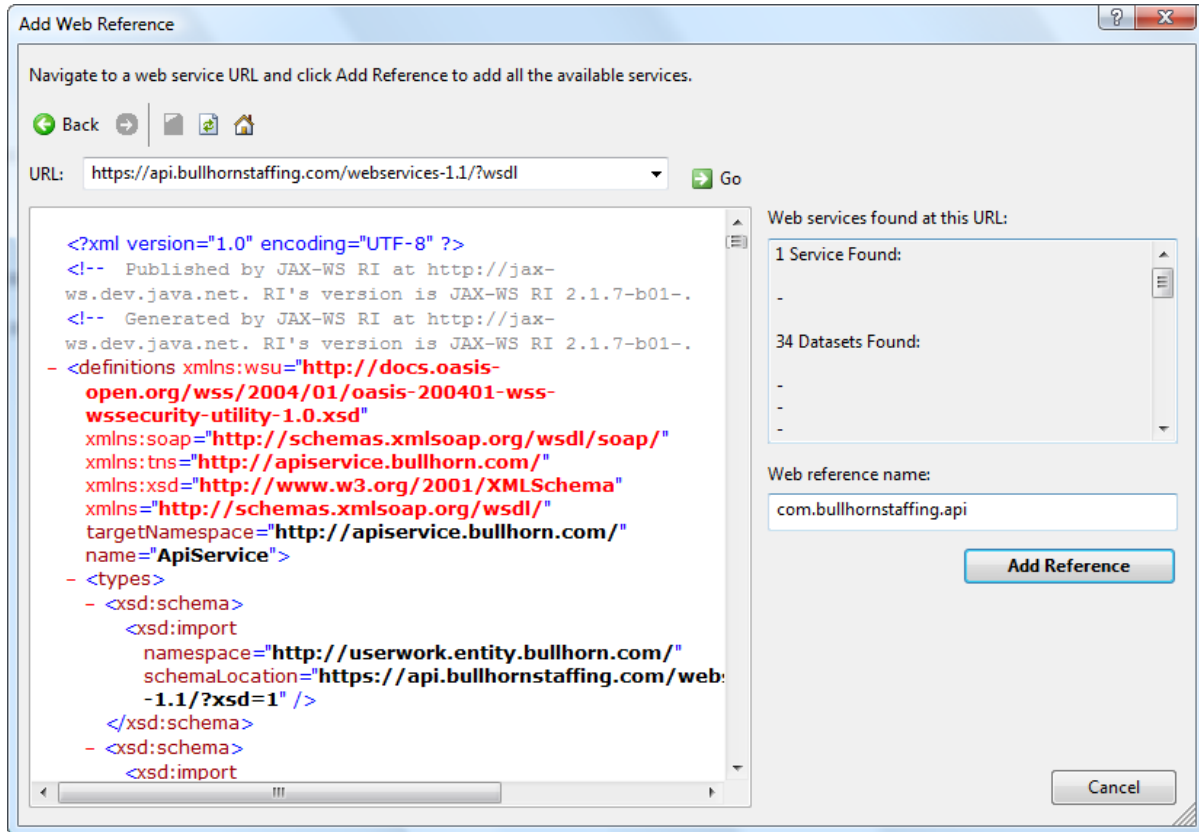 Add Web Reference
Navigate to a web service URL and click Add Reference to add all the available services.
Back
URL: https://api.bullhornstaffing.com/webservices-1.1/?wsdl Go
<?xml version="1.0" encoding="UTF-8" ?>
<!-- Published by JAX-WS RI at http://jax-
ws.dev.java.net. RI's version is JAX-WS RI 2.1.7-b01-.
<!-- Generated by JAX-WS RI at http://jax-
ws.dev.java.net. RI's version is JAX-WS RI 2.1.7-b01-.
- <definitions xmlns:wsu="http://docs.oasis-
open.org/wss/2004/01/oasis-200401-wss-
wssecurity-utility-1.0.xsd"
xmlns:soap="http://schemas.xmlsoap.org/wsdl/soap/"
xmlns:tns="http://apiservice.bullhorn.com/"
xmlns:xsd="http://www.w3.org/2001/XMLSchema"
xmlns="http://schemas.xmlsoap.org/wsdl/"
targetNamespace="http://apiservice.bullhorn.com/"
name="ApiService">
- <types>
- <xsd:schema>
<xsd:import
namespace="http://userwork.entity.bullhorn.com/"
schemaLocation="https://api.bullhornstaffing.com/webs
-1.1/?xsd=1" />
</xsd:schema>
- <xsd:schema>
<xsd:import
Web services found at this URL:
1 Service Found:
-
34 Datasets Found:
-
-
-
Web reference name:
com.bullhornstaffing.api
Add Reference
Cancel